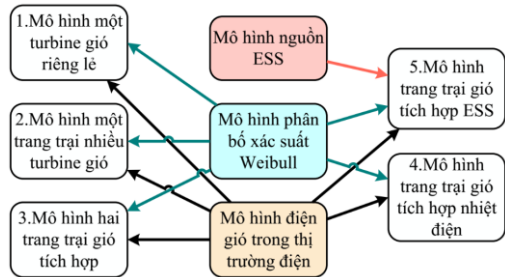 1.Mô hình một
turbine gió
riêng lẻ
2.Mô hình một
trang trại nhiều
turbine gió
3.Mô hình hai
trang trại gió
tích hợp
Mô hình nguồn
ESS
Mô hình phân
bố xác suất
Weibull
Mô hình điện
gió trong thị
trường điện
5.Mô hình
trang trại gió
tích hợp ESS
4.Mô hình
trang trại gió
tích hợp nhiệt
điện